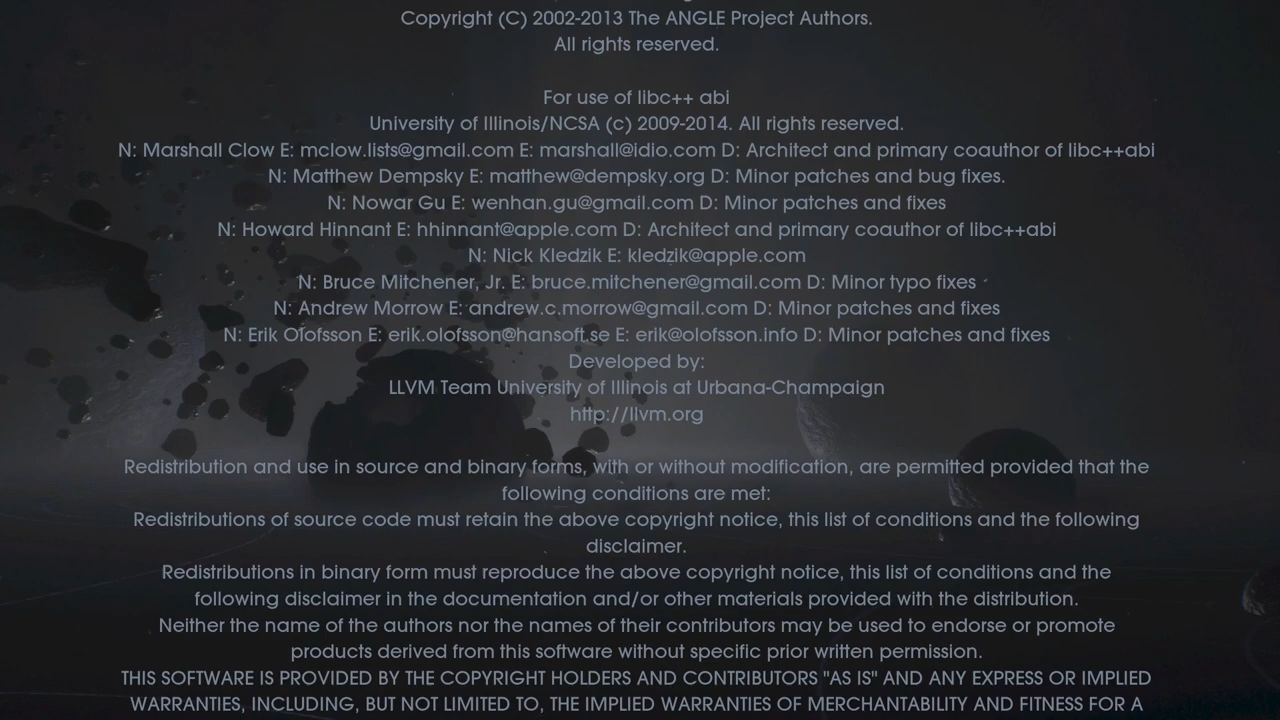 Copyright (C) 2002-2013 The ANGLE Project Authors.
All rights reserved.
For use of libc++ abi
University of Illinois/NCSA (c) 2009-2014. All rights reserved.
N: Marshall Clow E: mclow.lists@gmail.com E: marshall@idio.com D: Architect and primary coauthor of libc++abi
N: Matthew Dempsky E: matthew@dempsky.org D: Minor patches and bug fixes.
N: Nowar Gu E: wenhan.gu@gmail.com D: Minor patches and fixes
N: Howard Hinnant E: hhinnant@apple.com D: Architect and primary coauthor of libc++abi
N: Nick Kledzik E: kledzik@apple.com
N: Bruce Mitchener, Jr. E: bruce.mitchener@gmail.com D: Minor typo fixes
N: Andrew Morrow E: andrew.c.morrow@gmail.com D: Minor patches and fixes
N: Erik Olofsson E: erik.olofsson@hansoft.se E: erik@olofsson.info D: Minor patches and fixes
Developed by:
LLVM Team University of Illinois at Urbana-Champaign
http://llvm.org
Redistribution and use in source and binary forms, with or without modification, are permitted provided that the
following conditions are met:
Redistributions of source code must retain the above copyright notice, this list of conditions and the following
disclaimer.
Redistributions in binary form must reproduce the above copyright notice, this list of conditions and the
following disclaimer in the documentation and/or other materials provided with the distribution.
Neither the name of the authors nor the names of their contributors may be used to endorse or promote
products derived from this software without specific prior written permission.
THIS SOFTWARE IS PROVIDED BY THE COPYRIGHT HOLDERS AND CONTRIBUTORS "AS IS" AND ANY EXPRESS OR IMPLIED
WARRANTIES, INCLUDING, BUT NOT LIMITED TO, THE IMPLIED WARRANTIES OF MERCHANTABILITY AND FITNESS FOR A